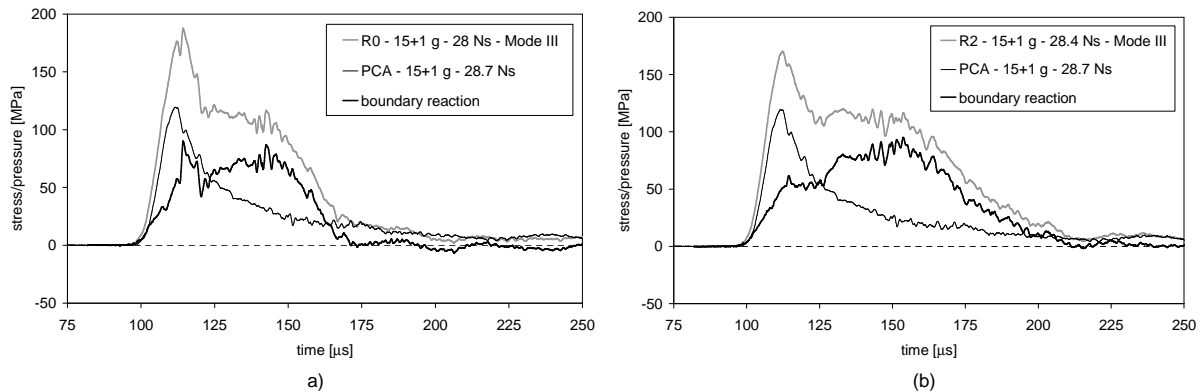 200
150
100
50
0
-50
stress/pressure [MPa]
R0 - 15+1 g - 28 Ns - Mode III
PCA - 15+1 g - 28.7 Ns
boundary reaction
75 100 125 150 175 200 225 250
time [μs]
a)
200
150
100
50
0
-50
stress/pressure [MPa]
R2 - 15+1 g - 28.4 Ns - Mode III
PCA - 15+1 g - 28.7 Ns
boundary reaction
75 100 125 150 175 200 225 250
time [μs]
(b)